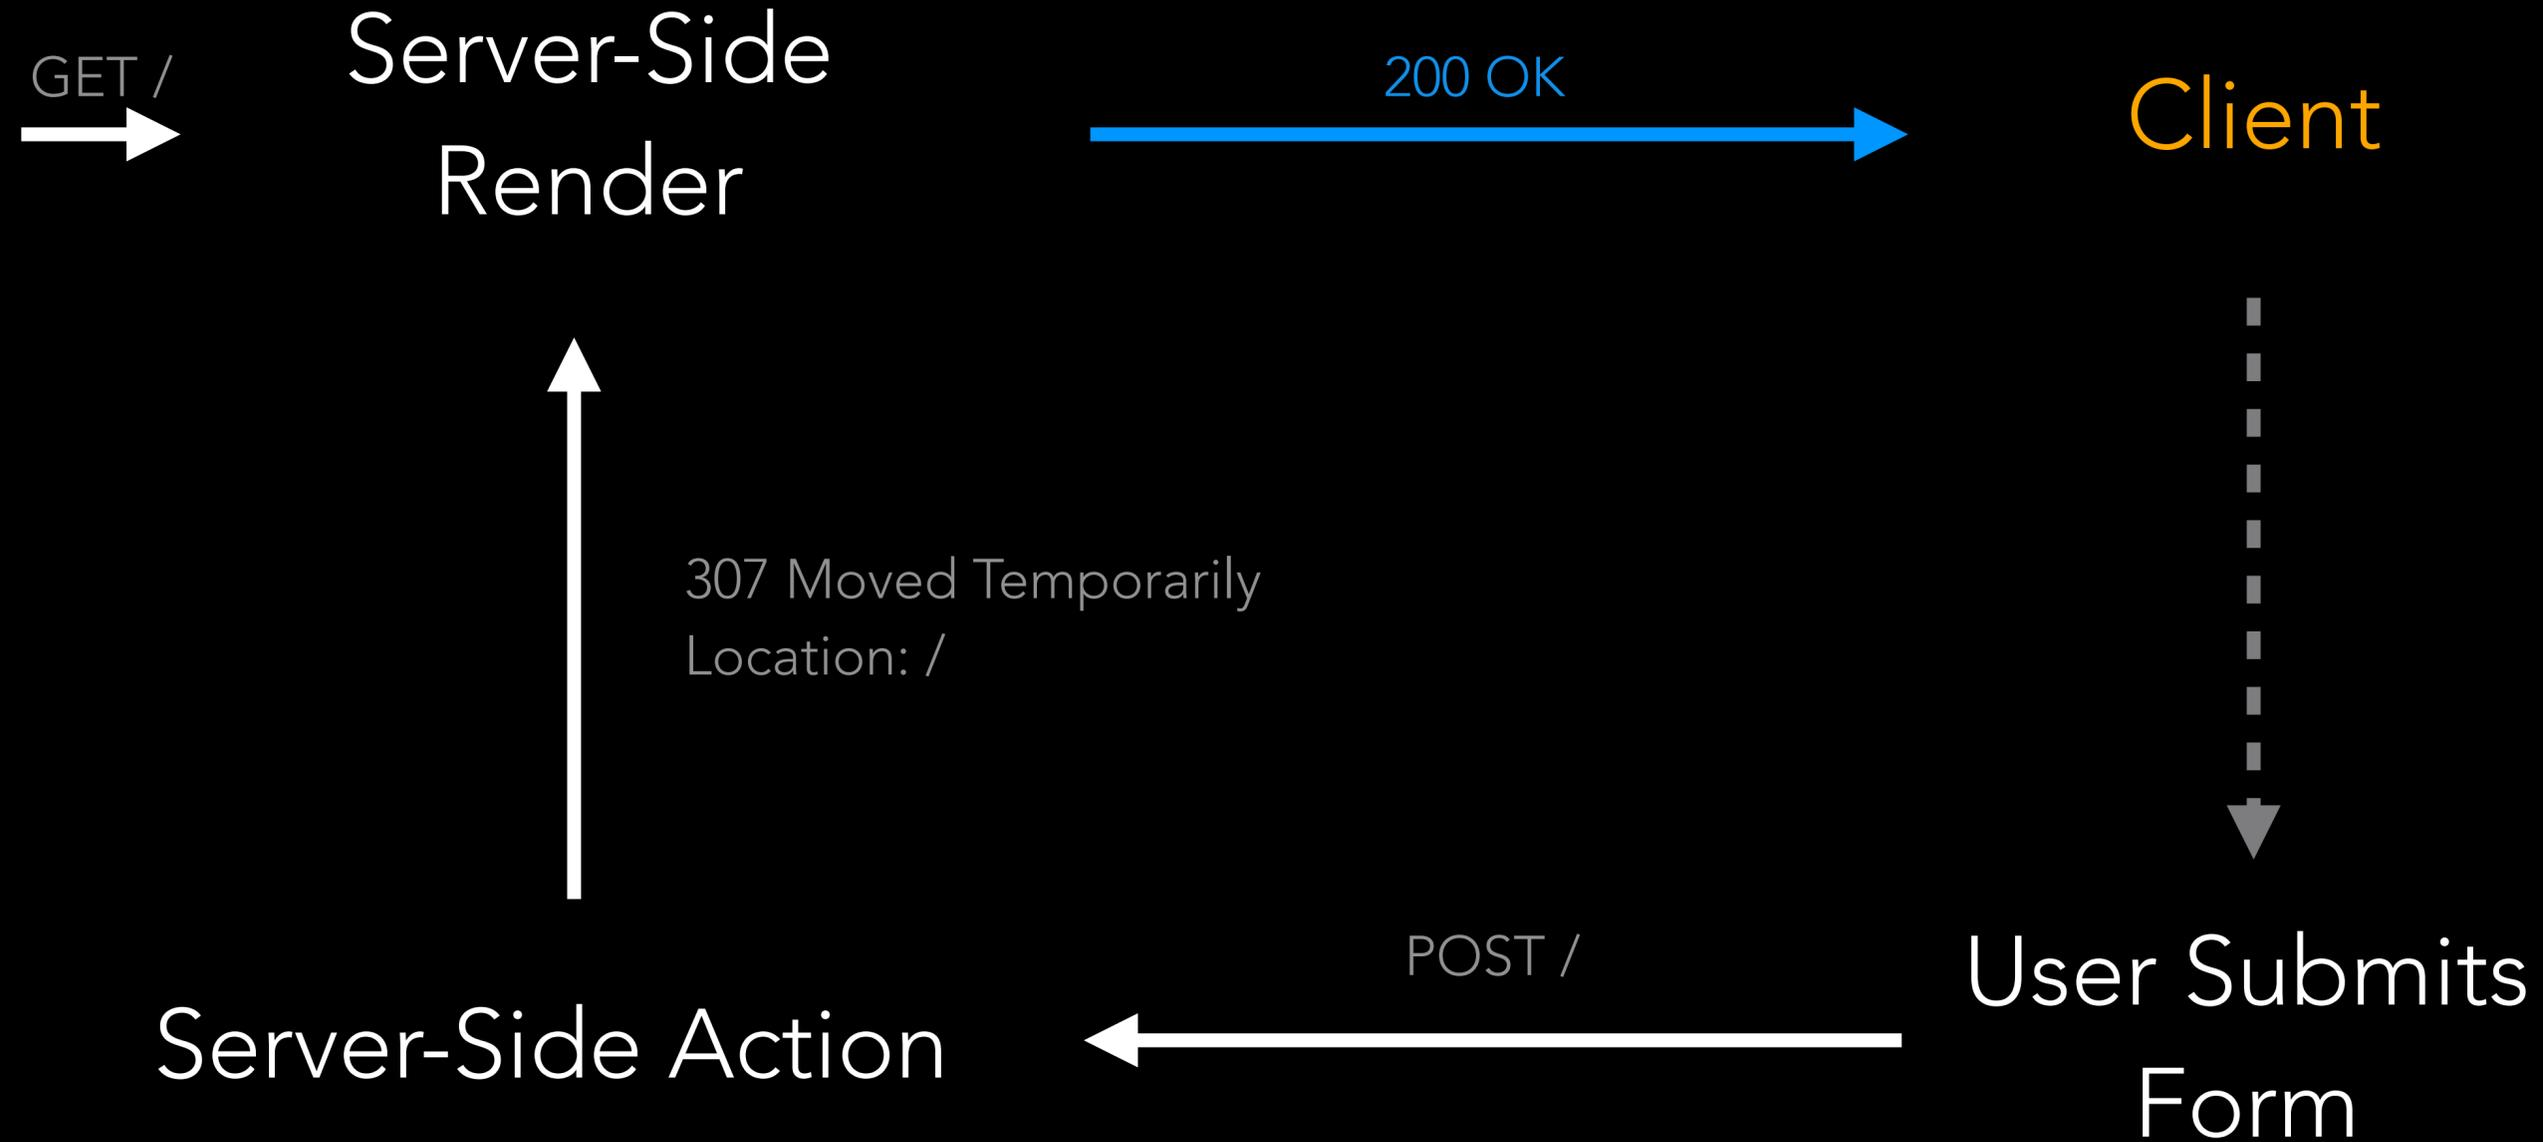 GET /
Server-Side
Render
200 OK
Client
307 Moved Temporarily
Location: /
POST /
Server-Side Action
User Submits
Form